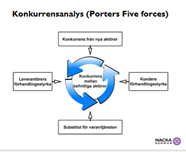 Konkurrensanalys (Porters Five forces)
Konkurrens från nya aktörer
Leverantörers
förhandlingsstyrka
Konkurrens
mellan
befintliga aktörer
Kunders
förhandlingsstyrka
Substitut för varan/tjänsten
NACKA